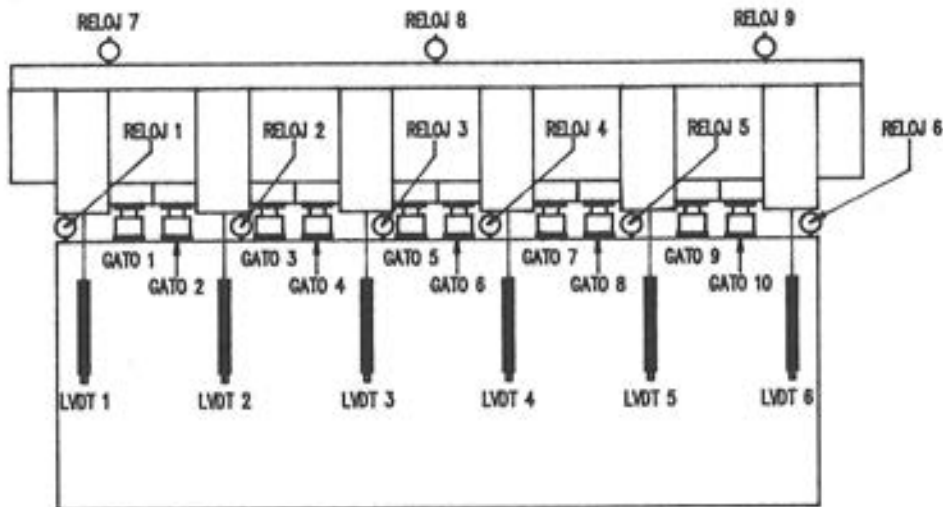 RELOJ 7 RELOJ 8 RELOJ 9
RELOJ 1 RELOJ 2 RELOJ 3 RELOJ 4 RELOJ 5 RELOJ 6
GATO 1 GATO 3 GATO 5 GATO 7 GATO 9
GATO 2 GATO 4 GATO 6 GATO 8 GATO 10
LVDT 1 LVDT 2 LVDT 3 LVDT 4 LVDT 5 LVDT 6